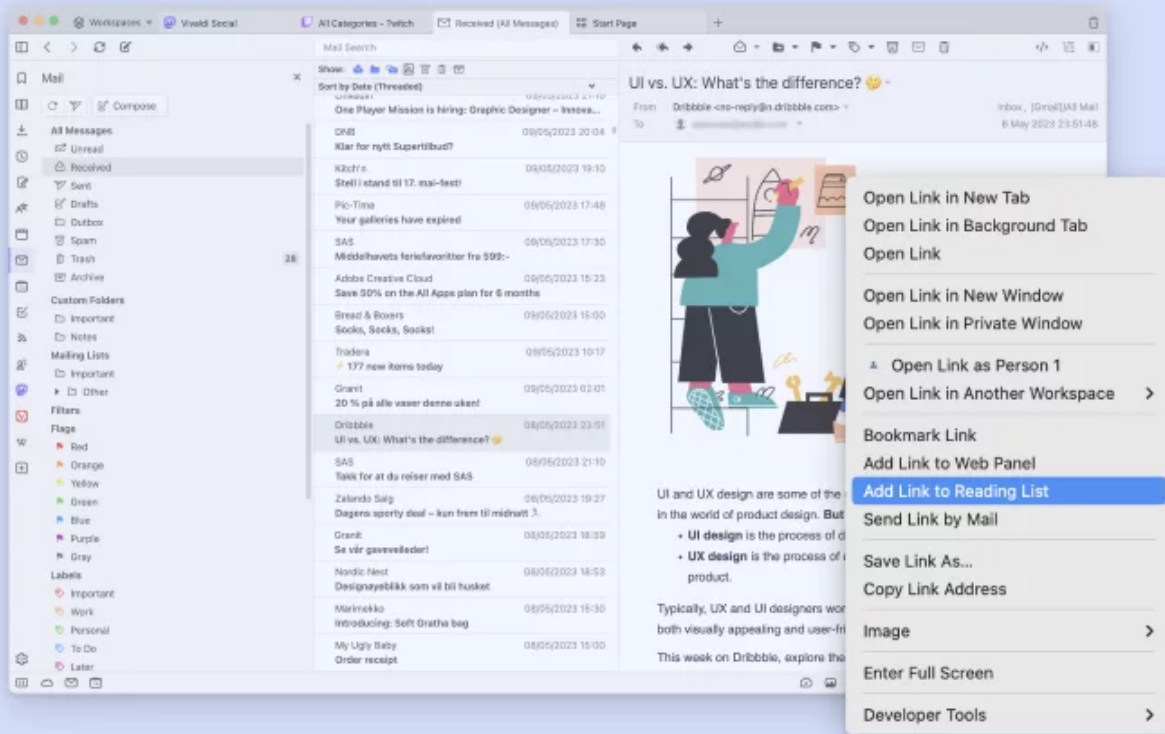 Workspaces
Vivaldi Social
All Categories - Twitch
Received (All Messages)
Start Page
Mail Search
Mail
Show:
Compose
Sort by Date (Threaded)
All Messages
Unread
Received
Sent
Drafts
Outbox
Spam
Trash 28
Archive
Custom Folders
Important
Notes
Mailing Lists
Important
Other
Filters
Flags
Red
Orange
Yellow
Green
Blue
Purple
Gray
Labels
Important
Work
Personal
To Do
Later
One Player Mission is hiring: Graphic Designer – Innova...
DNB 09/05/2023 20:04
Klar for nytt Supertilbud?
Kitch'n 09/05/2023 19:10
Stell i stand til 17. mai-fest!
Pic-Time 09/05/2023 17:48
Your galleries have expired
SAS 09/05/2023 17:30
Middelhavets feriefavoritter fra 599:-
Adobe Creative Cloud 09/05/2023 15:23
Save 50% on the All Apps plan for 6 months
Bread & Boxers 09/05/2023 15:00
Socks, Socks, Socks!
Tradera 09/05/2023 10:17
⚡ 177 new items today
Granit 09/05/2023 02:01
20 % på alle vaser denne uken!
Dribbble 08/05/2023 23:51
UI vs. UX: What's the difference? 🤔
SAS 08/05/2023 21:10
Takk for at du reiser med SAS
Zalando Salg 08/05/2023 19:27
Dagens sporty deal – kun frem til midnatt
Granit 08/05/2023 18:59
Se vår gaveveileder!
Nordic Nest 08/05/2023 18:53
Designøyeblikk som vil bli husket
Marimekko 08/05/2023 15:30
Introducing: Soft Gratha bag
My Ugly Baby 08/05/2023 15:00
Order receipt
UI vs. UX: What's the difference? 🤔
From Dribbble <no-reply@n.dribbble.com>
Inbox, [Gmail]/All Mail
To
8 May 2023 23:51:48
UI and UX design are some of the
in the world of product design. But
• UI design is the process of d
• UX design is the process of
product.
Typically, UX and UI designers wor
both visually appealing and user-fri
This week on Dribbble, explore the
Open Link in New Tab
Open Link in Background Tab
Open Link
Open Link in New Window
Open Link in Private Window
Open Link as Person 1
Open Link in Another Workspace
Bookmark Link
Add Link to Web Panel
Add Link to Reading List
Send Link by Mail
Save Link As...
Copy Link Address
Image
Enter Full Screen
Developer Tools